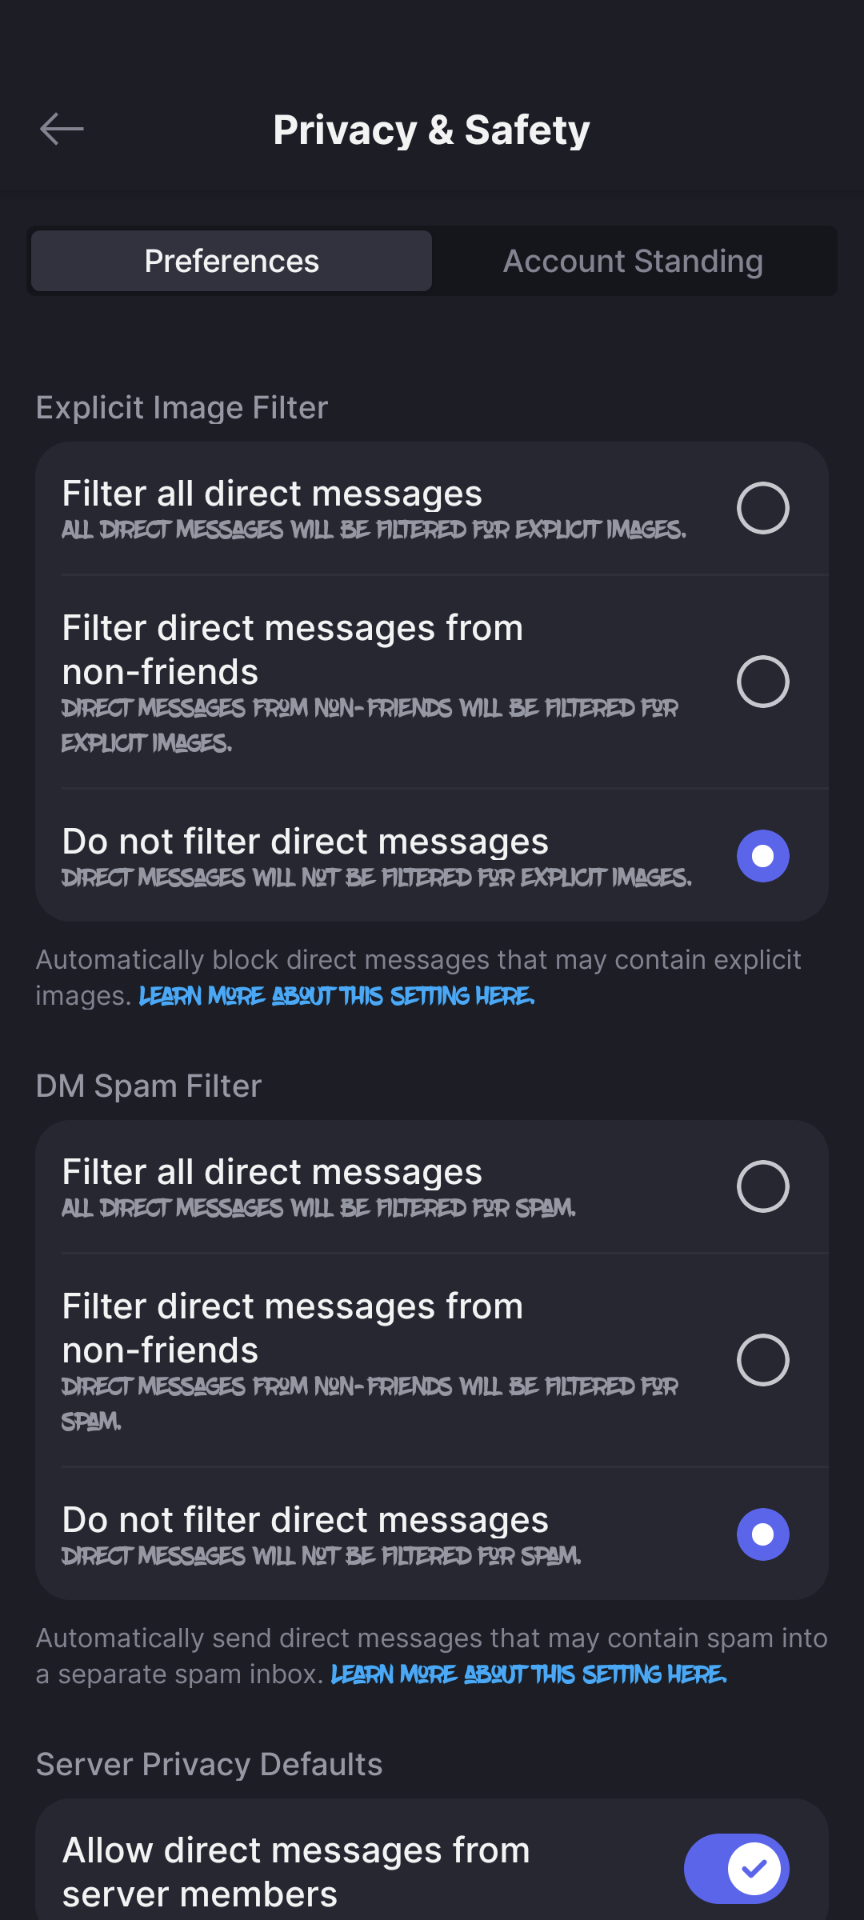 Privacy & Safety
Preferences
Account Standing
Explicit Image Filter
Filter all direct messages
ALL DIRECT MESSAGES WILL BE FILTERED FOR EXPLICIT IMAGES.
Filter direct messages from
non-friends
DIRECT MESSAGES FROM NON-FRIENDS WILL BE FILTERED FOR
EXPLICIT IMAGES.
Do not filter direct messages
DIRECT MESSAGES WILL NOT BE FILTERED FOR EXPLICIT IMAGES.
Automatically block direct messages that may contain explicit
images. LEARN MORE ABOUT THIS SETTING HERE.
DM Spam Filter
Filter all direct messages
ALL DIRECT MESSAGES WILL BE FILTERED FOR SPAM.
Filter direct messages from
non-friends
DIRECT MESSAGES FROM NON-FRIENDS WILL BE FILTERED FOR
SPAM.
Do not filter direct messages
DIRECT MESSAGES WILL NOT BE FILTERED FOR SPAM.
Automatically send direct messages that may contain spam into
a separate spam inbox. LEARN MORE ABOUT THIS SETTING HERE.
Server Privacy Defaults
Allow direct messages from
server members